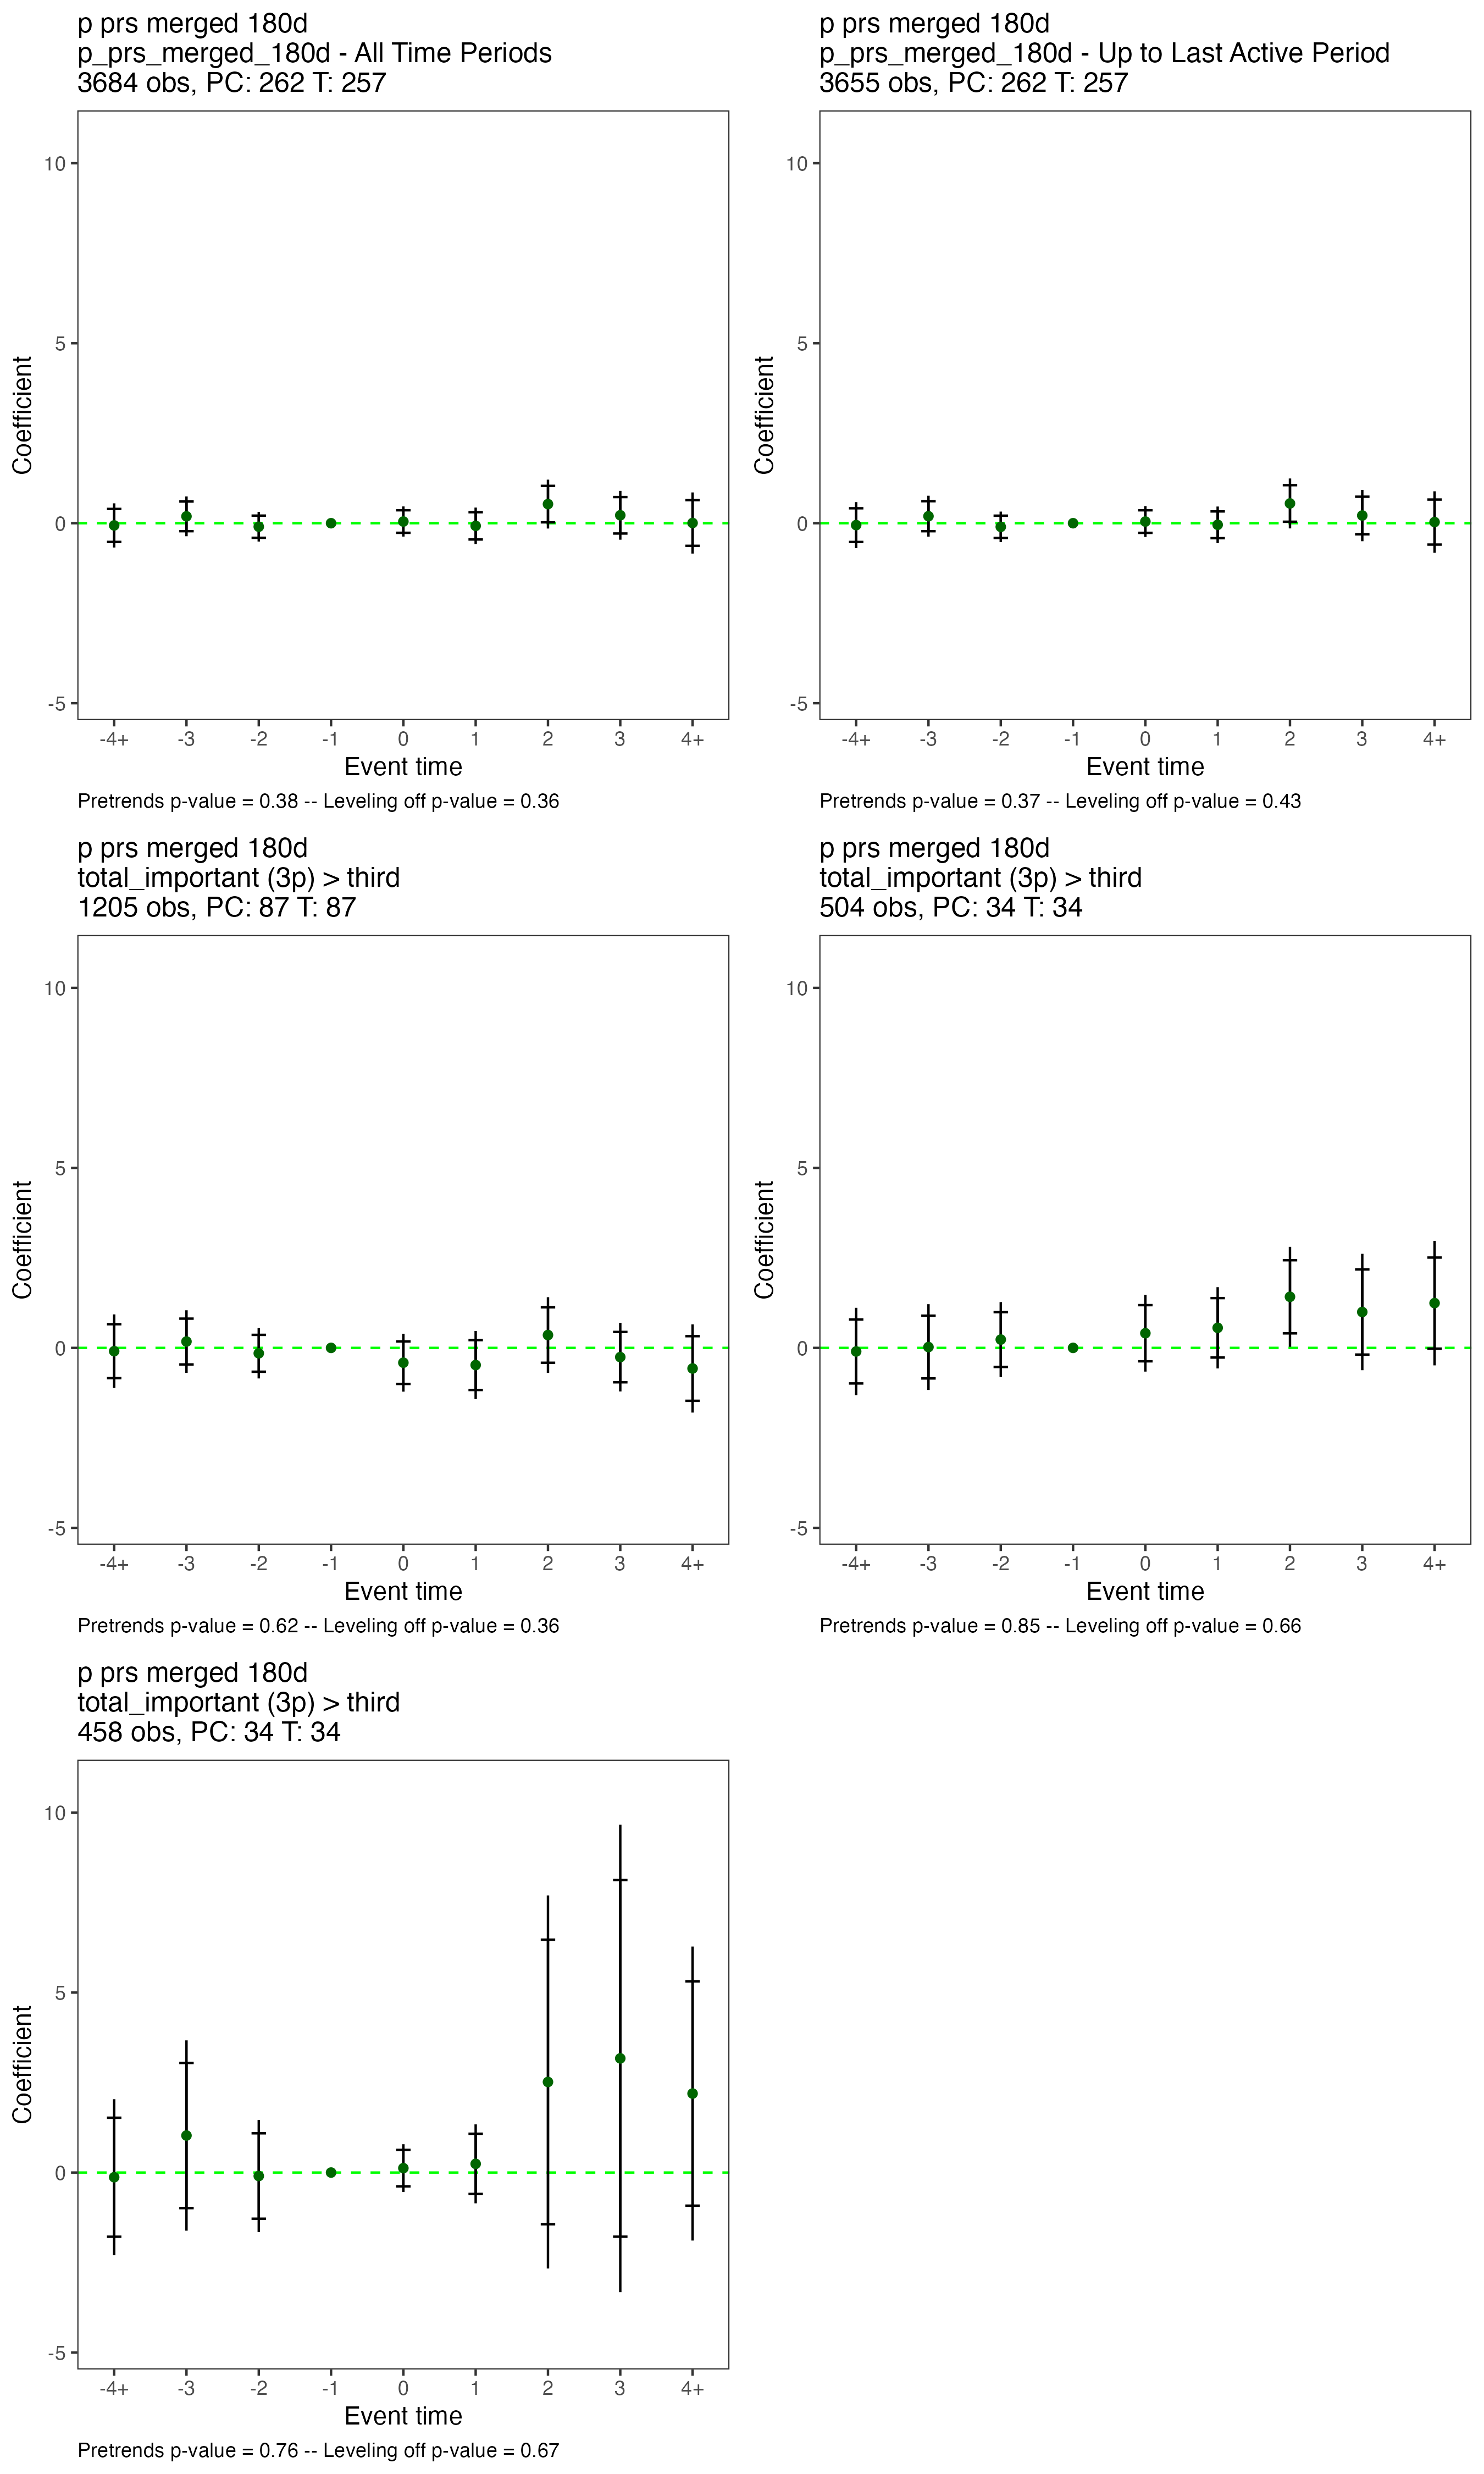 p prs merged 180d
p_prs_merged_180d - All Time Periods
3684 obs, PC: 262 T: 257
Coefficient
10
5
0
-5
-4+ -3 -2 -1 0 1 2 3 4+
Event time
Pretrends p-value = 0.38 -- Leveling off p-value = 0.36
p prs merged 180d
p_prs_merged_180d - Up to Last Active Period
3655 obs, PC: 262 T: 257
Coefficient
10
5
0
-5
-4+ -3 -2 -1 0 1 2 3 4+
Event time
Pretrends p-value = 0.37 -- Leveling off p-value = 0.43
p prs merged 180d
total_important (3p) > third
1205 obs, PC: 87 T: 87
Coefficient
10
5
0
-5
-4+ -3 -2 -1 0 1 2 3 4+
Event time
Pretrends p-value = 0.62 -- Leveling off p-value = 0.36
p prs merged 180d
total_important (3p) > third
504 obs, PC: 34 T: 34
Coefficient
10
5
0
-5
-4+ -3 -2 -1 0 1 2 3 4+
Event time
Pretrends p-value = 0.85 -- Leveling off p-value = 0.66
p prs merged 180d
total_important (3p) > third
458 obs, PC: 34 T: 34
Coefficient
10
5
0
-5
-4+ -3 -2 -1 0 1 2 3 4+
Event time
Pretrends p-value = 0.76 -- Leveling off p-value = 0.67